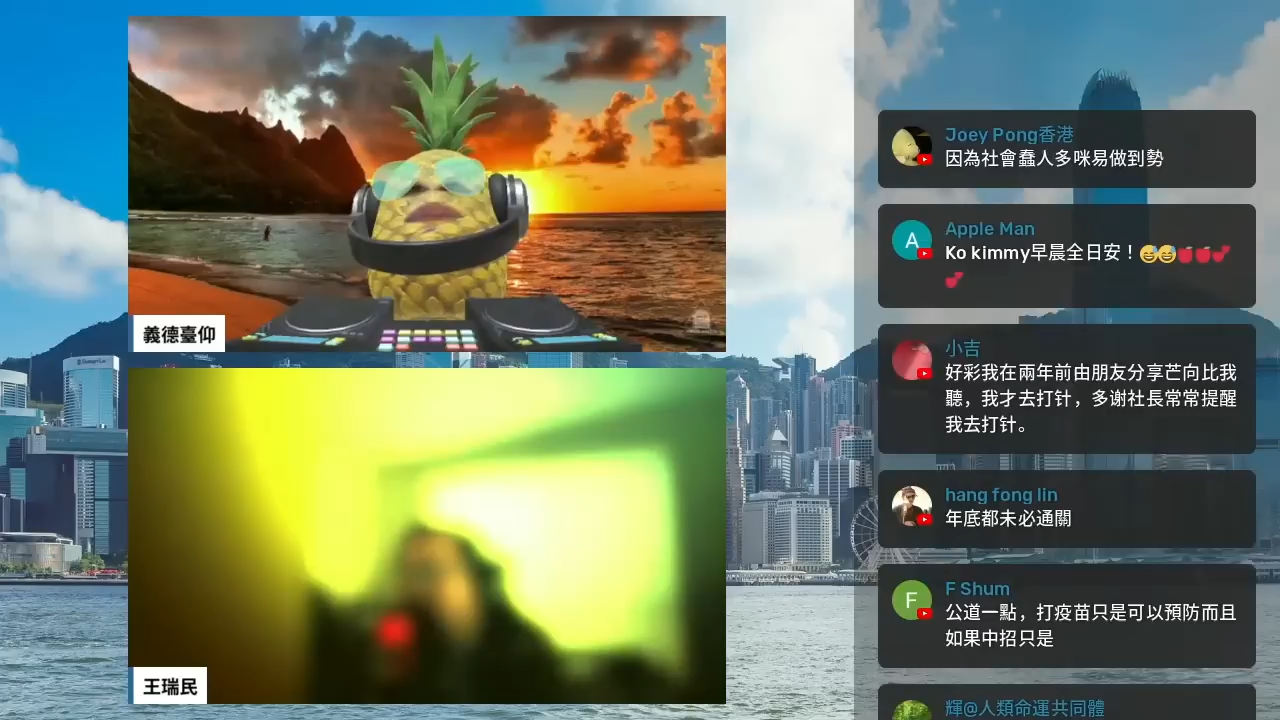 義德臺仰
王瑞民
Joey Pong香港
因為社會蠢人多咪易做到勢
Apple Man
Ko kimmy早晨全日安！😅😅🍎🍎💕
💕
小吉
好彩我在兩年前由朋友分享芒向比我
聽，我才去打针，多谢社長常常提醒
我去打针。
hang fong lin
年底都未必通關
F Shum
公道一點，打疫苗只是可以預防而且
如果中招只是
輝@人類命運共同體